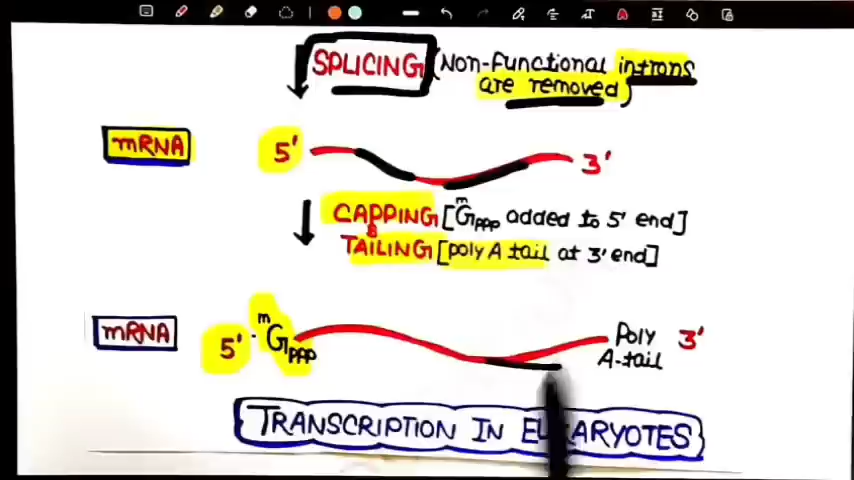 SPLICING (Non-Functional introns
are removed)
mRNA 5' 3'
CAPPING [mGppp added to 5' end]
&
TAILING [poly A tail at 3' end]
mRNA 5' mGppp Poly A-tail 3'
TRANSCRIPTION IN EUKARYOTES